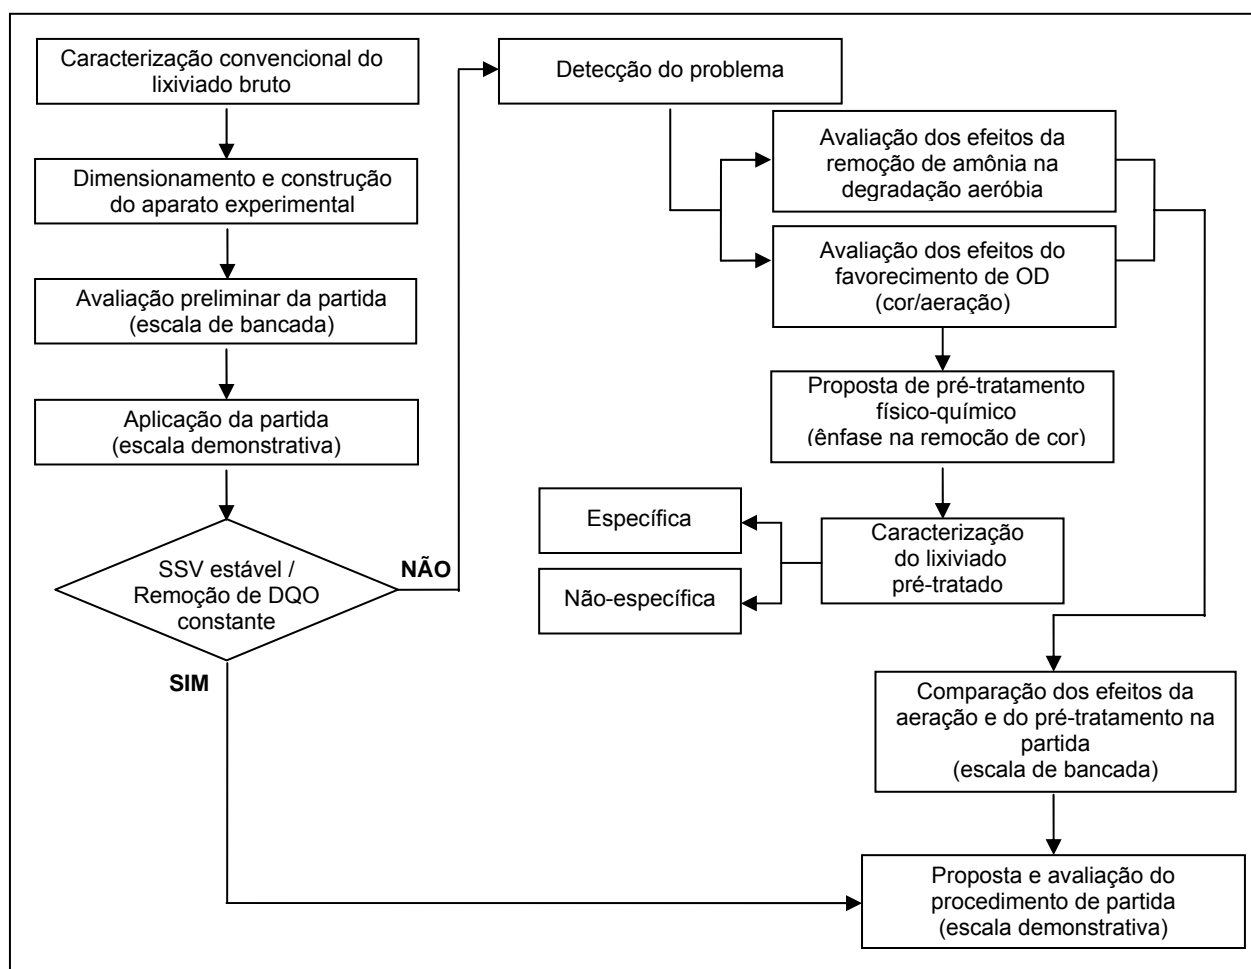 Caracterização convencional do
lixiviado bruto
Dimensionamento e construção
do aparato experimental
Avaliação preliminar da partida
(escala de bancada)
Aplicação da partida
(escala demonstrativa)
SSV estável /
Remoção de DQO
constante
NÃO
SIM
Detecção do problema
Avaliação dos efeitos da
remoção de amônia na
degradação aeróbia
Avaliação dos efeitos do
favorecimento de OD
(cor/aeração)
Proposta de pré-tratamento
físico-químico
(ênfase na remoção de cor)
Caracterização
do lixiviado
pré-tratado
Específica
Não-específica
Comparação dos efeitos da
aeração e do pré-tratamento na
partida
(escala de bancada)
Proposta e avaliação do
procedimento de partida
(escala demonstrativa)